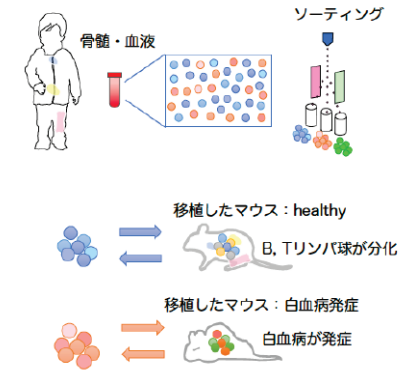 骨髄・血液
ソーティング
移植したマウス：healthy
B, Tリンパ球が分化
移植したマウス：白血病発症
白血病が発症